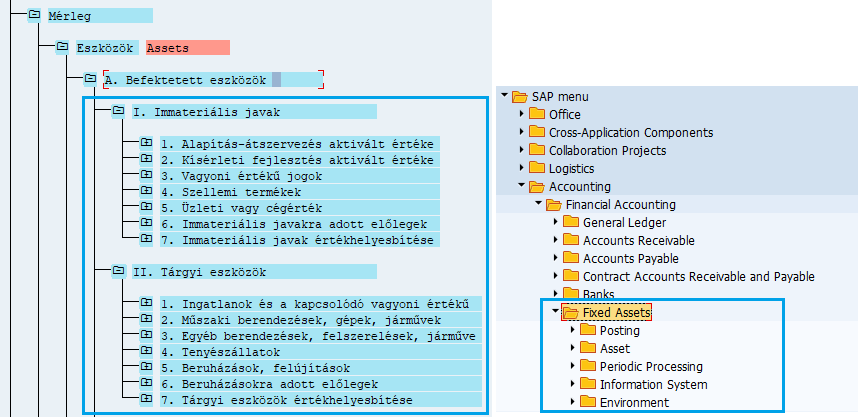 Mérleg
Eszközök Assets
A. Befektetett eszközök
I. Immateriális javak
1. Alapítás-átszervezés aktivált értéke
2. Kísérleti fejlesztés aktivált értéke
3. Vagyoni értékű jogok
4. Szellemi termékek
5. Üzleti vagy cégérték
6. Immateriális javakra adott előlegek
7. Immateriális javak értékhelyesbítése
II. Tárgyi eszközök
1. Ingatlanok és a kapcsolódó vagyoni értékű
2. Műszaki berendezések, gépek, járművek
3. Egyéb berendezések, felszerelések, járműve
4. Tenyészállatok
5. Beruházások, felújítások
6. Beruházásokra adott előlegek
7. Tárgyi eszközök értékhelyesbítése
SAP menu
Office
Cross-Application Components
Collaboration Projects
Logistics
Accounting
Financial Accounting
General Ledger
Accounts Receivable
Accounts Payable
Contract Accounts Receivable and Payable
Banks
Fixed Assets
Posting
Asset
Periodic Processing
Information System
Environment